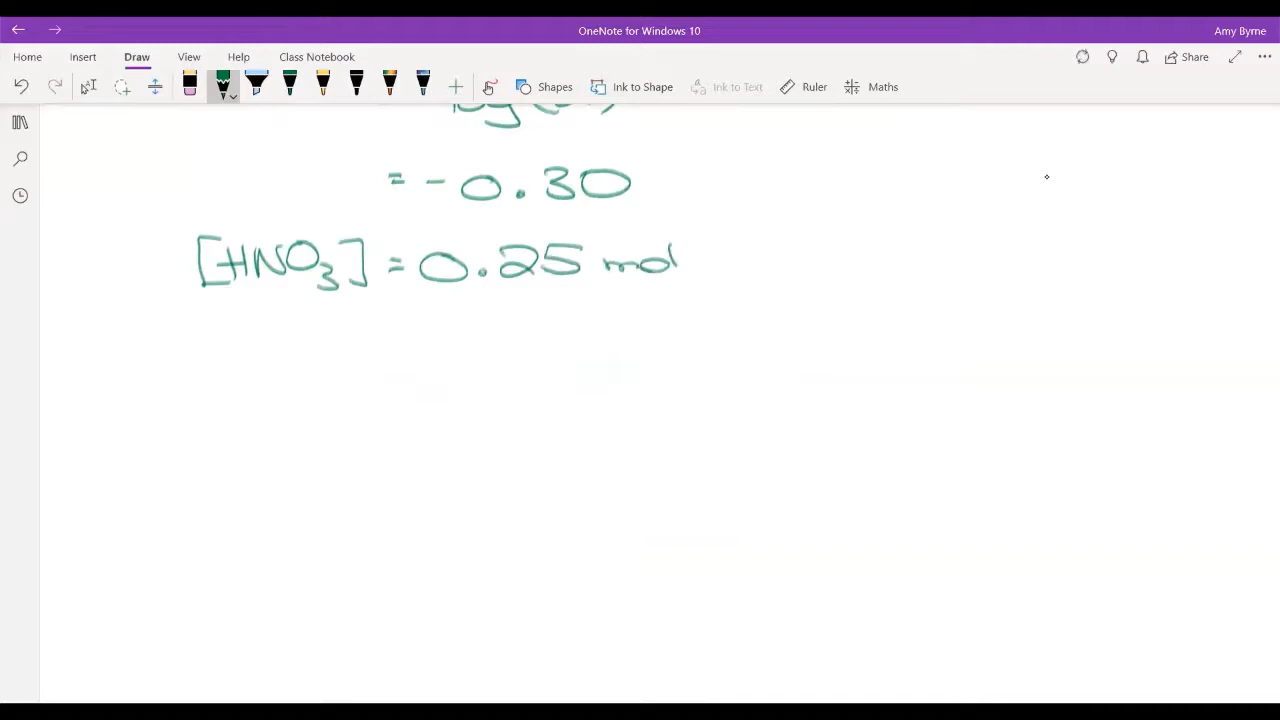 OneNote for Windows 10
Amy Byrne
Home Insert Draw View Help Class Notebook
Share
Shapes Ink to Shape Ink to Text Ruler Maths
= - 0.30
[HNO₃] = 0.25 mol